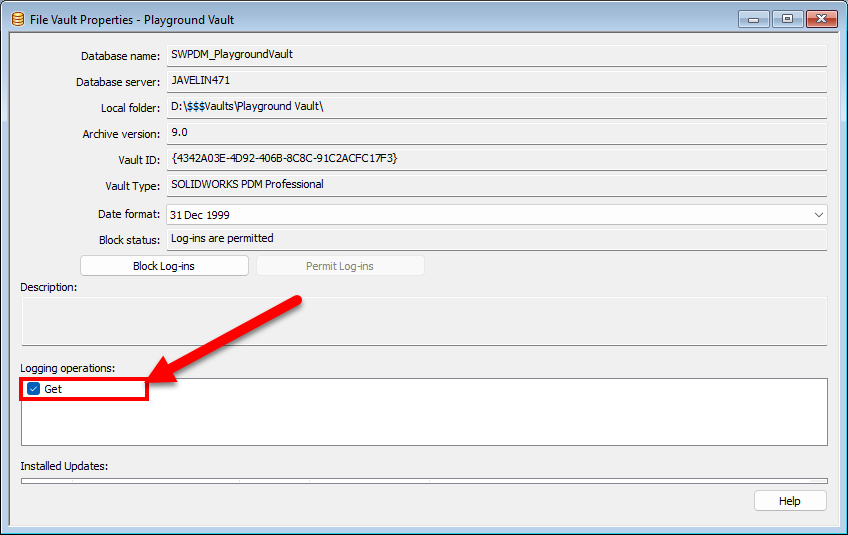 File Vault Properties - Playground Vault
Database name: SWPDM_PlaygroundVault
Database server: JAVELIN471
Local folder: D:\$$$Vaults\Playground Vault\
Archive version: 9.0
Vault ID: {4342A03E-4D92-406B-8C8C-91C2ACFC17F3}
Vault Type: SOLIDWORKS PDM Professional
Date format: 31 Dec 1999
Block status: Log-ins are permitted
Block Log-ins Permit Log-ins
Description:
Logging operations:
Get
Installed Updates:
Help